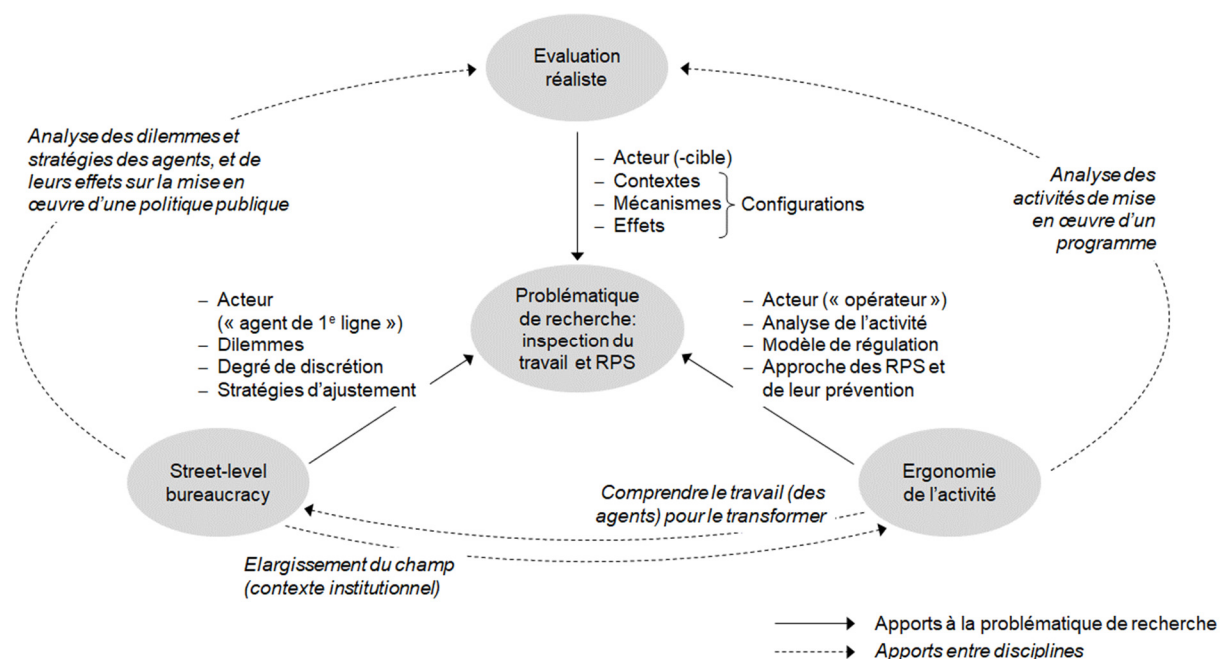 Evaluation
réaliste
Analyse des dilemmes et
stratégies des agents, et de
leurs effets sur la mise en
œuvre d'une politique publique
– Acteur (-cible)
– Contextes
– Mécanismes
– Effets
Configurations
Analyse des
activités de mise
en œuvre d'un
programme
– Acteur
(« agent de 1e ligne »)
– Dilemmes
– Degré de discrétion
– Stratégies d'ajustement
Problématique
de recherche:
inspection du
travail et RPS
– Acteur (« opérateur »)
– Analyse de l'activité
– Modèle de régulation
– Approche des RPS et
de leur prévention
Street-level
bureaucracy
Ergonomie
de l'activité
Comprendre le travail (des
agents) pour le transformer
Elargissement du champ
(contexte institutionnel)
Apports à la problématique de recherche
Apports entre disciplines